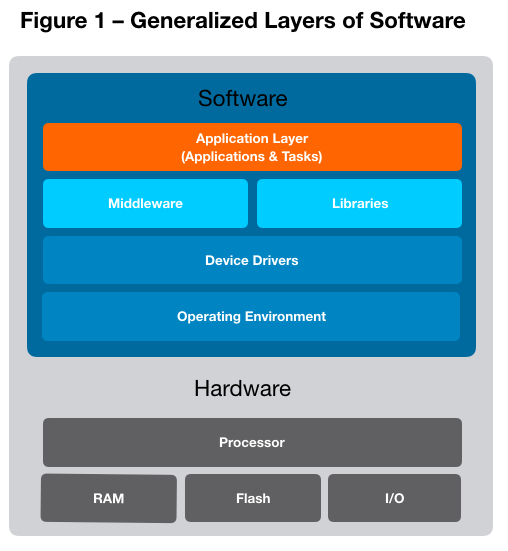 Figure 1 – Generalized Layers of Software
Software
Application Layer
(Applications & Tasks)
Middleware
Libraries
Device Drivers
Operating Environment
Hardware
Processor
RAM
Flash
I/O